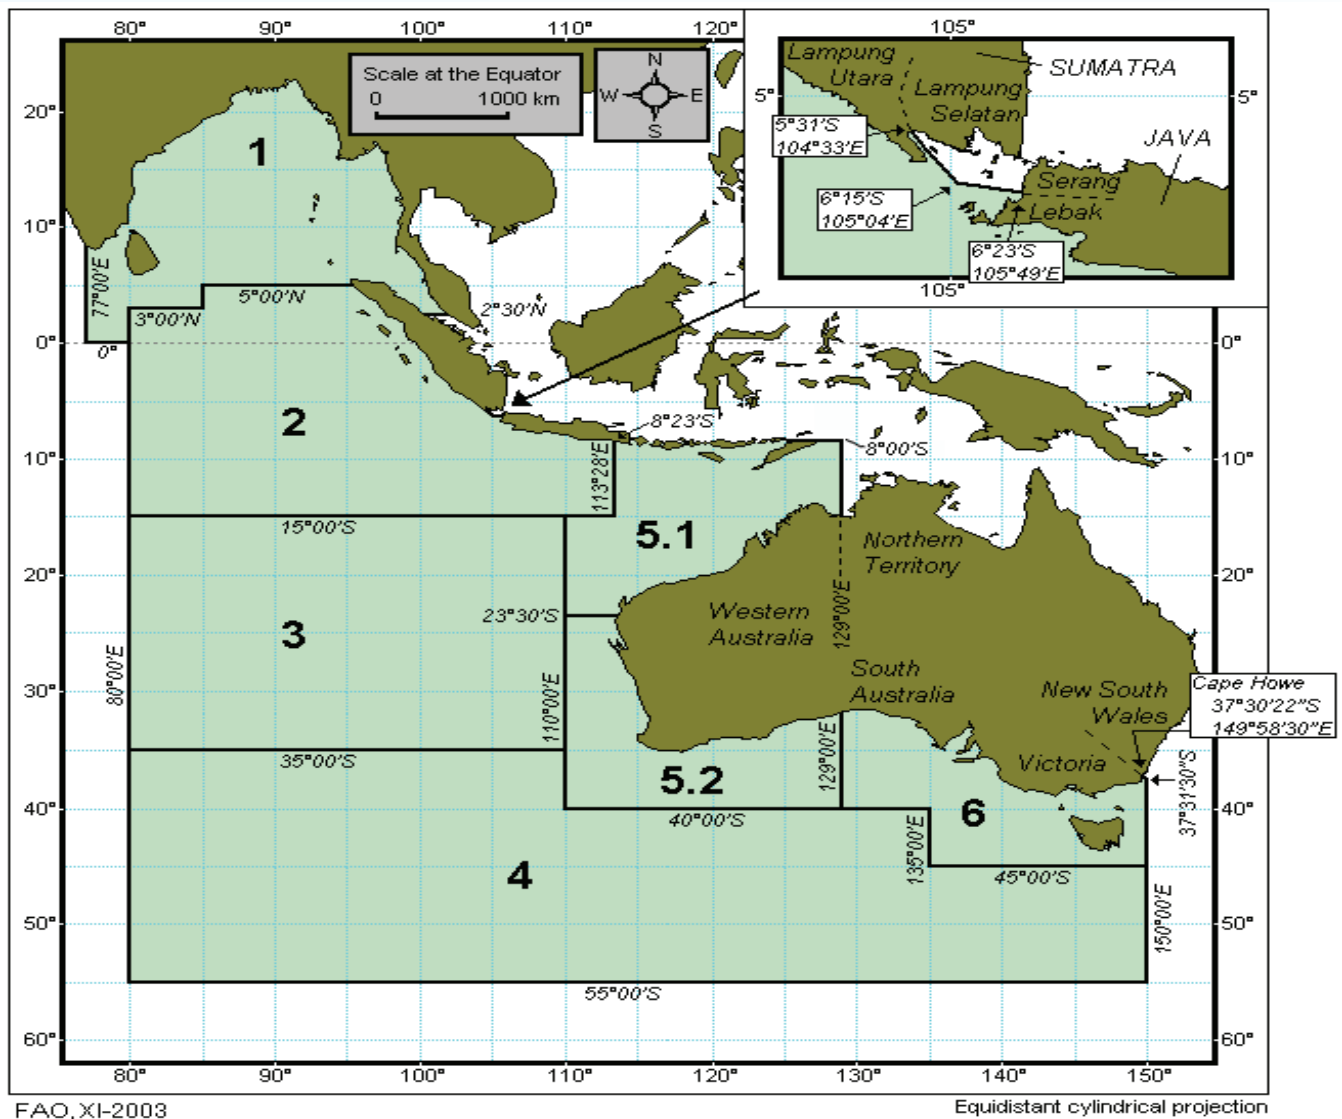 80°
90°
100°
110°
120°
105°
Lampung
Utara
SUMATRA
Scale at the Equator
0
1000 km
N
W
E
S
5°
Lampung
Selatan
5°
20°
5°31'S
104°33'E
JAVA
1
Serang
6°15'S
105°04'E
Lebak
10°
6°23'S
105°49'E
77°00'E
105°
5°00'N
2°30'N
3°00'N
0°
0°
0°
2
8°23'S
8°00'S
10°
113°28'E
10°
15°00'S
5.1
Northern
Territory
20°
20°
23°30'S
Western
Australia
129°00'E
3
80°00'E
South
Australia
New South
Wales
Cape Howe
37°30'22"S
149°58'30"E
30°
30°
110°00'E
35°00'S
129°00'E
Victoria
5.2
37°31'30"S
40°
40°00'S
6
40°
135°00'E
4
45°00'S
150°00'E
50°
50°
55°00'S
60°
60°
80°
90°
100°
110°
120°
130°
140°
150°
FAO, XI-2003
Equidistant cylindrical projection